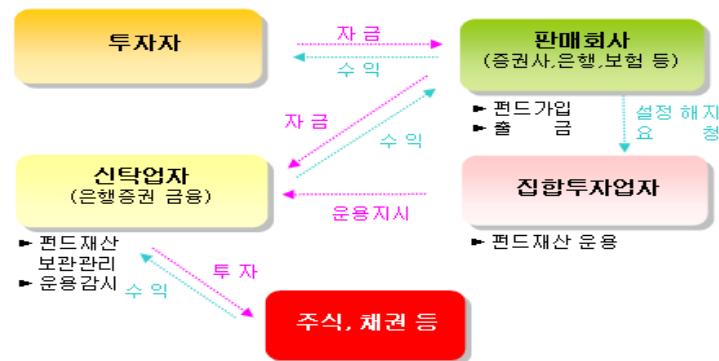 투자자
자 금
수 익
판매회사
(증권사,은행,보험 등)
► 펀드가입
► 출 금
설정 해지
요 청
자 금
수 익
신탁업자
(은행증권 금융)
운용지시
집합투자업자
► 펀드재산
보관관리
► 운용감시
► 펀드재산 운용
투 자
수 익
주식, 채권 등